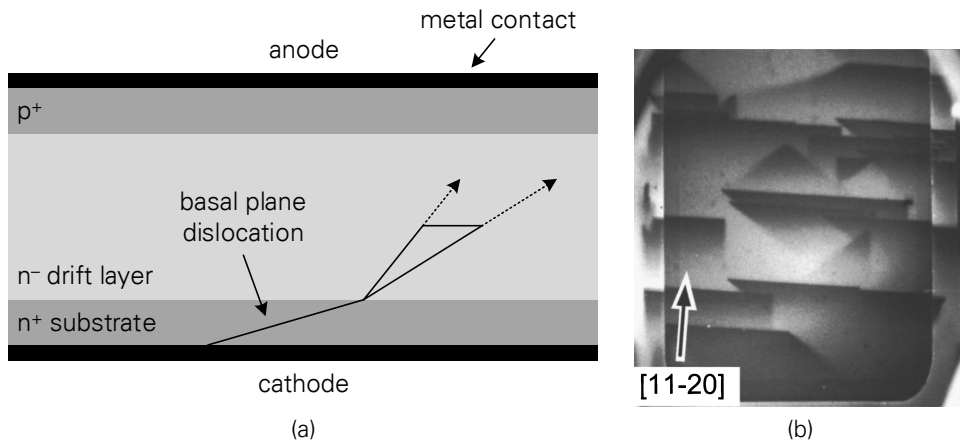 metal contact
anode
p+
basal plane
dislocation
n− drift layer
n+ substrate
cathode
[11-20]
(a)
(b)